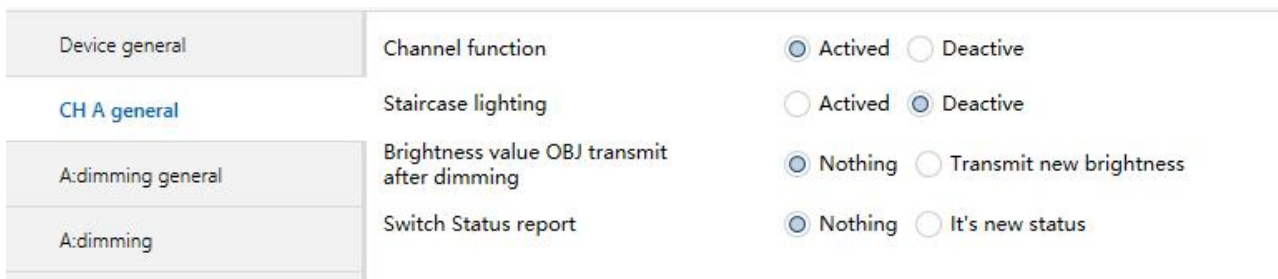 Device general
CH A general
A:dimming general
A:dimming
Channel function Actived Deactive
Staircase lighting Actived Deactive
Brightness value OBJ transmit
after dimming Nothing Transmit new brightness
Switch Status report Nothing It's new status